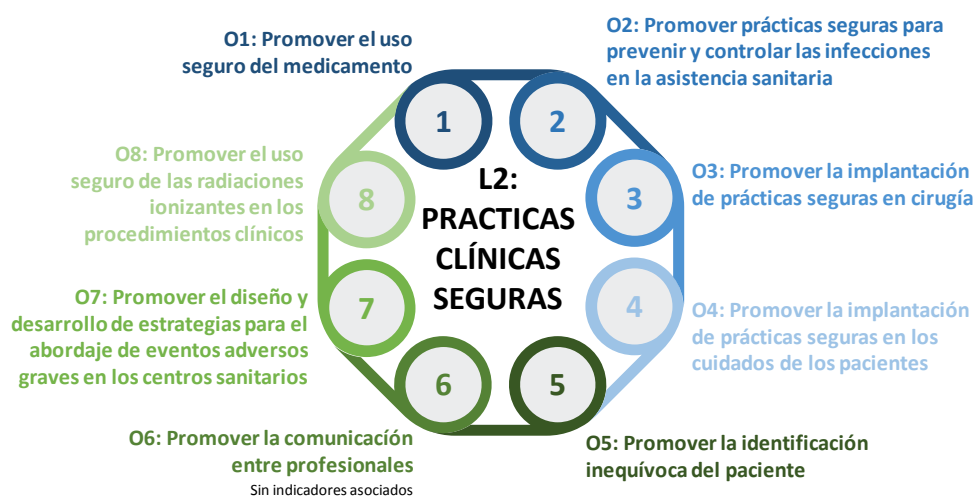 O1: Promover el uso
seguro del medicamento
O2: Promover prácticas seguras para
prevenir y controlar las infecciones
en la asistencia sanitaria
1
2
O8: Promover el uso
seguro de las radiaciones
ionizantes en los
procedimientos clínicos
8
L2:
PRACTICAS
CLÍNICAS
SEGURAS
3
O3: Promover la implantación
de prácticas seguras en cirugía
O7: Promover el diseño y
desarrollo de estrategias para el
abordaje de eventos adversos
graves en los centros sanitarios
7
4
O4: Promover la implantación
de prácticas seguras en los
cuidados de los pacientes
6
5
O6: Promover la comunicación
entre profesionales
Sin indicadores asociados
O5: Promover la identificación
inequívoca del paciente